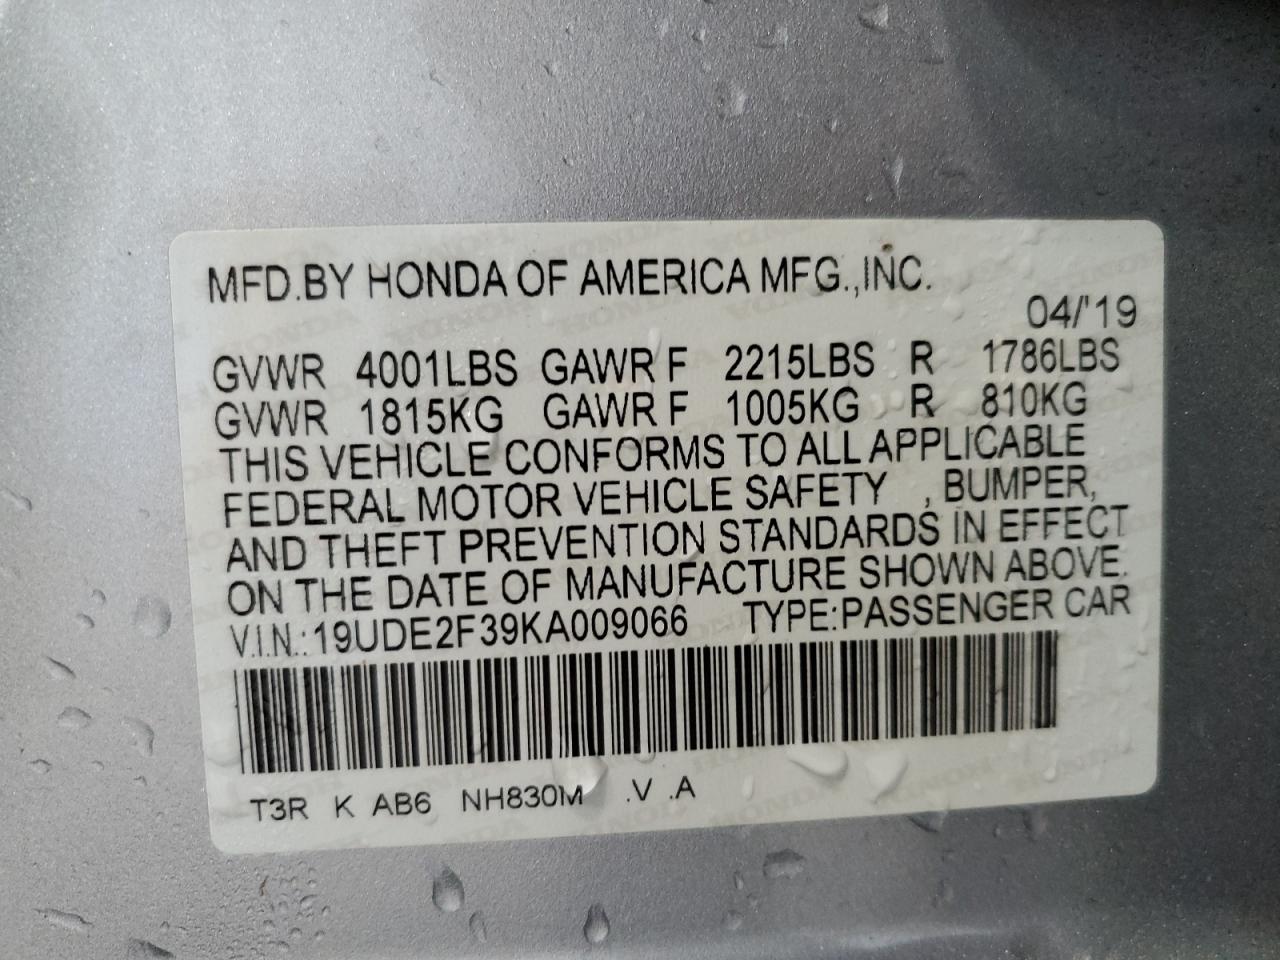 MFD.BY HONDA OF AMERICA MFG.,INC.
04/'19
GVWR 4001LBS GAWR F 2215LBS R 1786LBS
GVWR 1815KG GAWR F 1005KG R 810KG
THIS VEHICLE CONFORMS TO ALL APPLICABLE
FEDERAL MOTOR VEHICLE SAFETY , BUMPER,
AND THEFT PREVENTION STANDARDS IN EFFECT
ON THE DATE OF MANUFACTURE SHOWN ABOVE.
V.I.N.:19UDE2F39KA009066 TYPE:PASSENGER CAR
T3R K AB6 NH830M .V .A